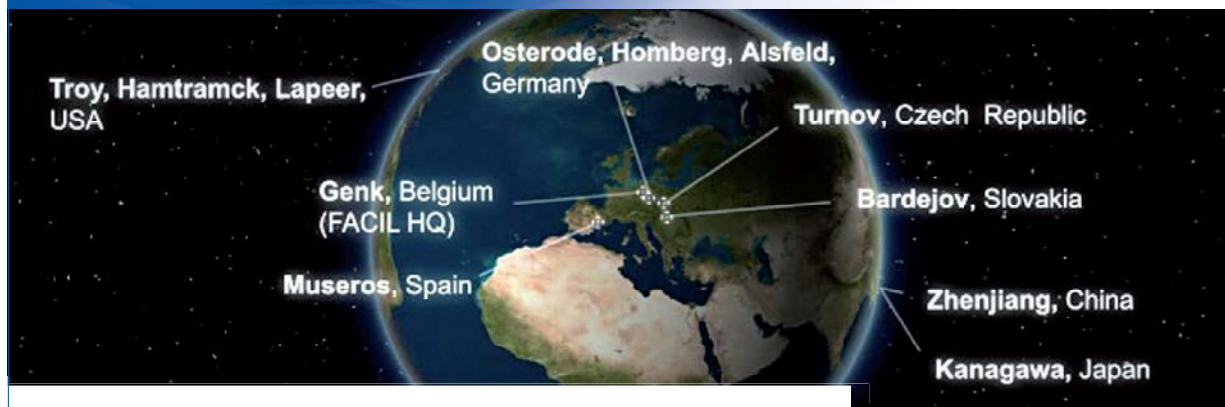 Osterode, Homberg, Alsfeld,
Germany
Troy, Hamtramck, Lapeer,
USA
Turnov, Czech Republic
Genk, Belgium
(FACIL HQ)
Bardejov, Slovakia
Museros, Spain
Zhenjiang, China
Kanagawa, Japan